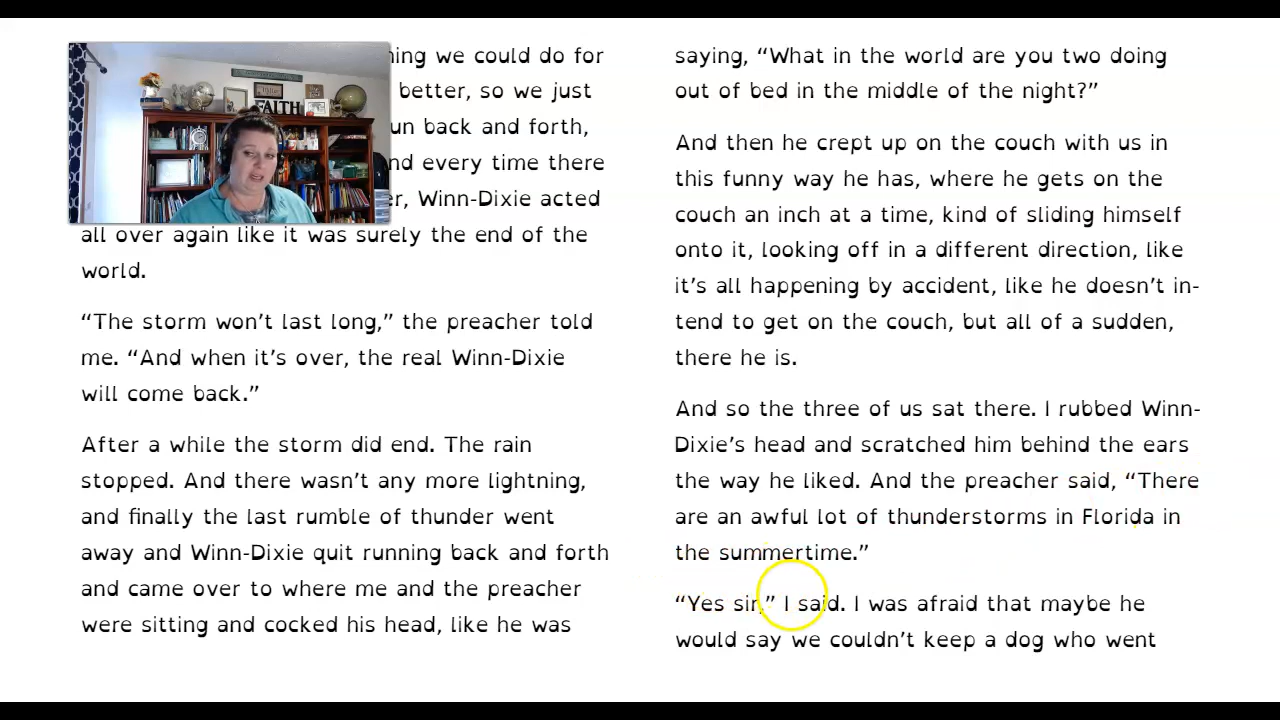 ning we could do for
better, so we just
un back and forth,
nd every time there
er, Winn-Dixie acted
all over again like it was surely the end of the
world.
“The storm won’t last long,” the preacher told
me. “And when it’s over, the real Winn-Dixie
will come back.”
After a while the storm did end. The rain
stopped. And there wasn’t any more lightning,
and finally the last rumble of thunder went
away and Winn-Dixie quit running back and forth
and came over to where me and the preacher
were sitting and cocked his head, like he was
saying, “What in the world are you two doing
out of bed in the middle of the night?”
And then he crept up on the couch with us in
this funny way he has, where he gets on the
couch an inch at a time, kind of sliding himself
onto it, looking off in a different direction, like
it’s all happening by accident, like he doesn’t in-
tend to get on the couch, but all of a sudden,
there he is.
And so the three of us sat there. I rubbed Winn-
Dixie’s head and scratched him behind the ears
the way he liked. And the preacher said, “There
are an awful lot of thunderstorms in Florida in
the summertime.”
“Yes sir,” I said. I was afraid that maybe he
would say we couldn’t keep a dog who went
FAITH